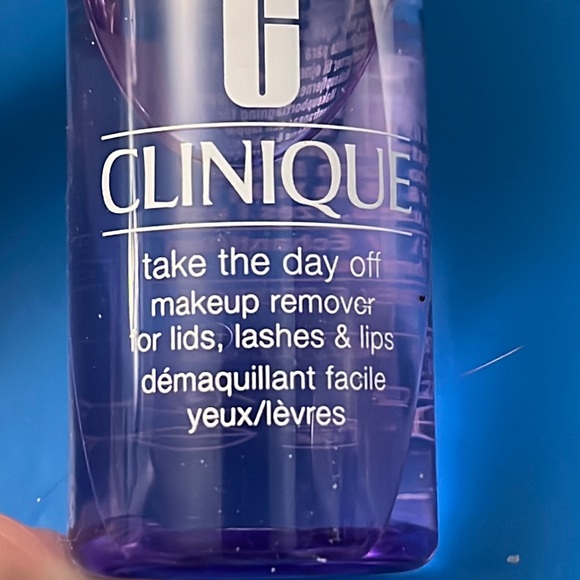 C
CLINIQUE
take the day off
makeup remover
for lids, lashes & lips
démaquillant facile
yeux/lèvres